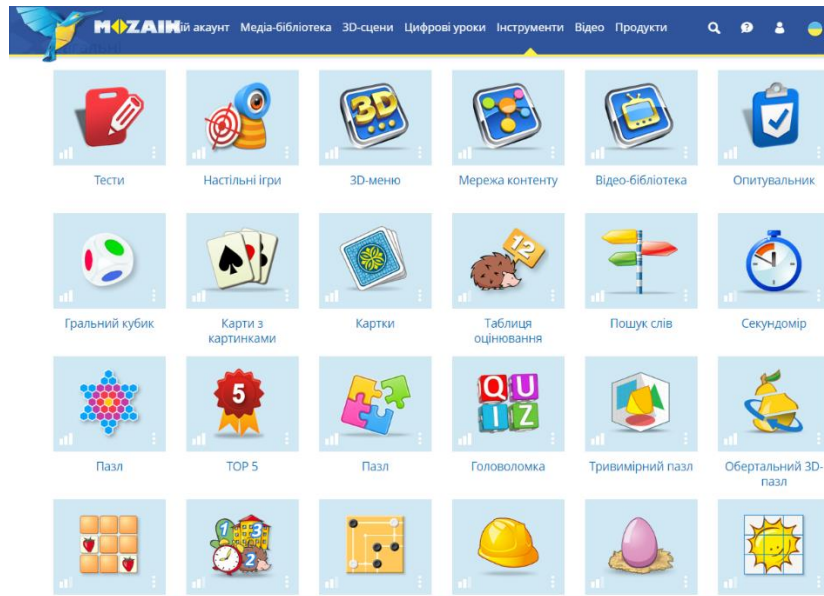 MOZAIK
ій акаунт Медіа-бібліотека 3D-сцени Цифрові уроки Інструменти Відео Продукти
3D
12
Тести Настільні ігри 3D-меню Мережа контенту Відео-бібліотека Опитувальник
Гральний кубик Карти з картинками Картки Таблиця оцінювання Пошук слів Секундомір
5
QUIZ
Пазл TOP 5 Пазл Головоломка Тривимірний пазл Обертальний 3D-пазл
1 3
2